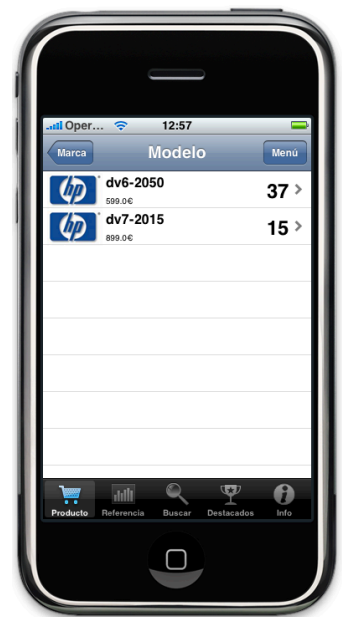 Oper... 12:57
Marca Modelo Menú
hp dv6-2050 37
599.0€
hp dv7-2015 15
899.0€
Producto Referencia Buscar Destacados Info